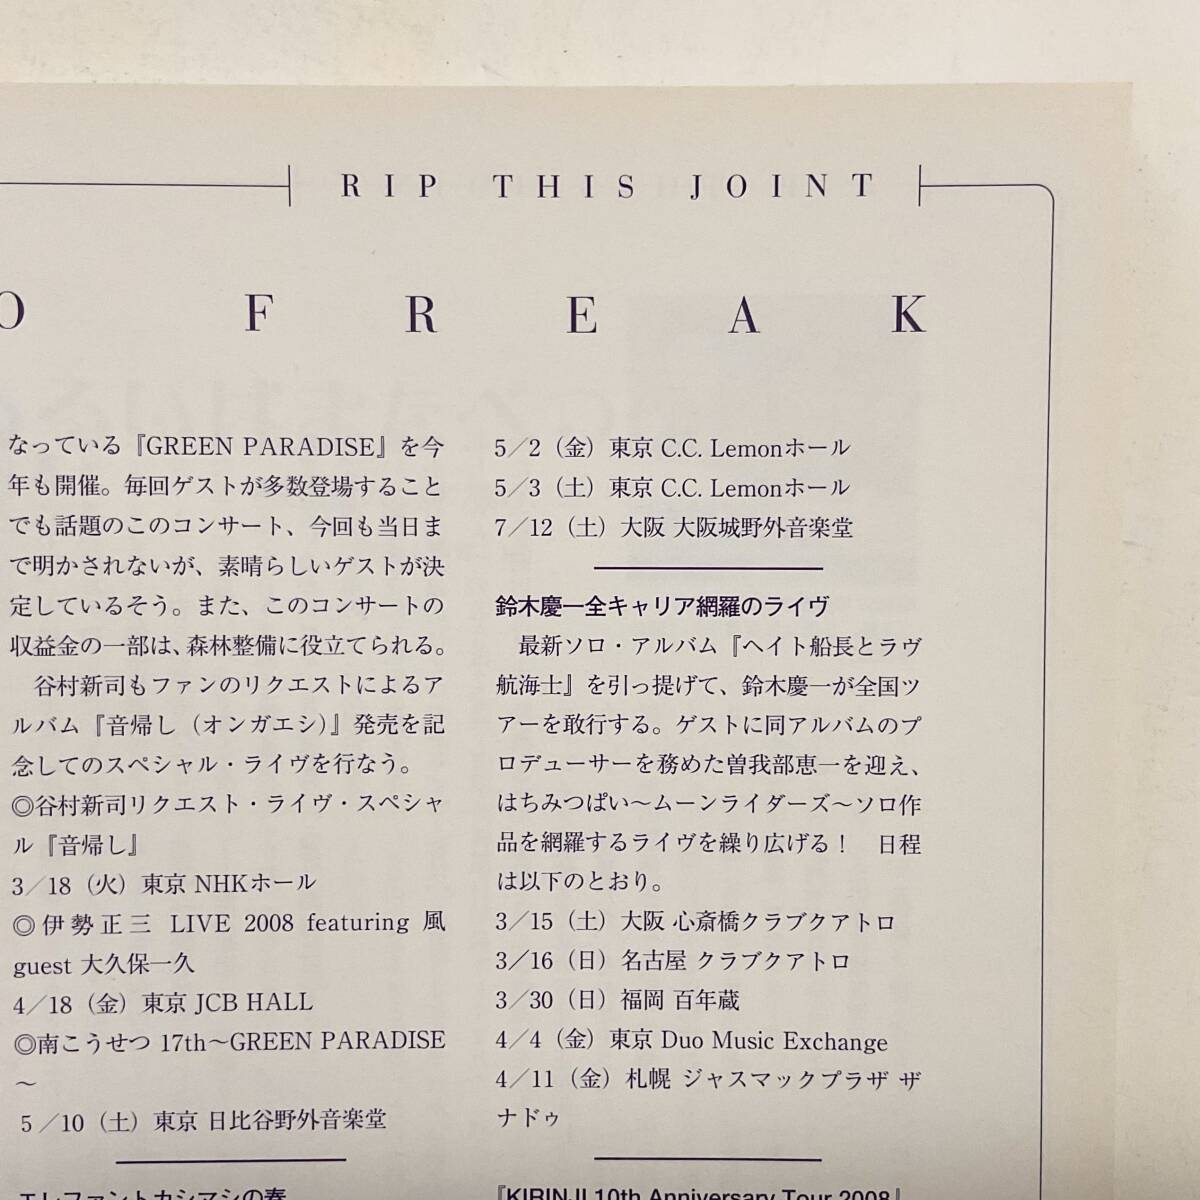 RIP THIS JOINT
O FREAK
なっている『GREEN PARADISE』を今
年も開催。毎回ゲストが多数登場すること
でも話題のこのコンサート、今回も当日ま
で明かされないが、素晴らしいゲストが決
定しているそう。また、このコンサートの
収益金の一部は、森林整備に役立てられる。
谷村新司もファンのリクエストによるア
ルバム『音帰し（オンガエシ）』発売を記
念してのスペシャル・ライヴを行なう。
◎谷村新司リクエスト・ライヴ・スペシャ
ル『音帰し』
3／18（火）東京 NHKホール
◎伊勢正三 LIVE 2008 featuring 風
guest 大久保一久
4／18（金）東京 JCB HALL
◎南こうせつ 17th〜GREEN PARADISE
〜
5／10（土）東京 日比谷野外音楽堂
エレファントカシマシの春
5／2（金）東京 C.C. Lemonホール
5／3（土）東京 C.C. Lemonホール
7／12（土）大阪 大阪城野外音楽堂
鈴木慶一全キャリア網羅のライヴ
最新ソロ・アルバム『ヘイト船長とラヴ
航海士』を引っ提げて、鈴木慶一が全国ツ
アーを敢行する。ゲストに同アルバムのプ
ロデューサーを務めた曽我部恵一を迎え、
はちみつぱい〜ムーンライダーズ〜ソロ作
品を網羅するライヴを繰り広げる！　日程
は以下のとおり。
3／15（土）大阪 心斎橋クラブクアトロ
3／16（日）名古屋 クラブクアトロ
3／30（日）福岡 百年蔵
4／4（金）東京 Duo Music Exchange
4／11（金）札幌 ジャスマックプラザ ザ
ナドゥ
『KIRINJI 10th Anniversary Tour 2008』